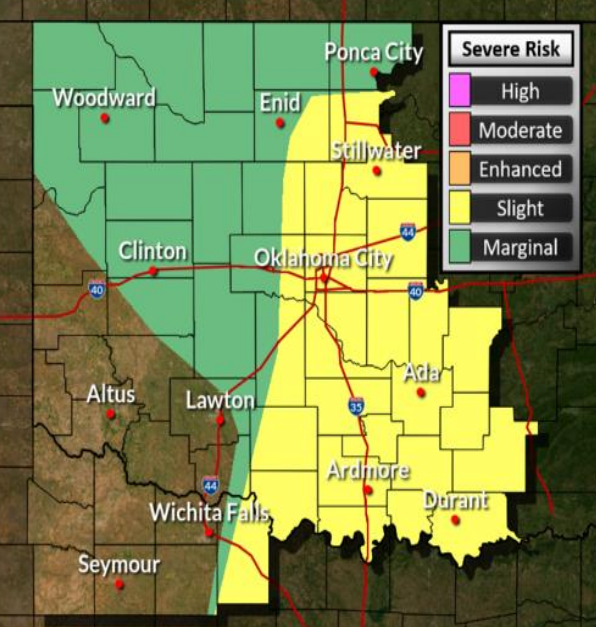 Ponca City
Severe Risk
High
Moderate
Enhanced
Slight
Marginal
Woodward
Enid
Stillwater
44
Clinton
Oklahoma City
40
40
Altus
Lawton
Ada
35
44
Ardmore
Durant
Wichita Falls
Seymour